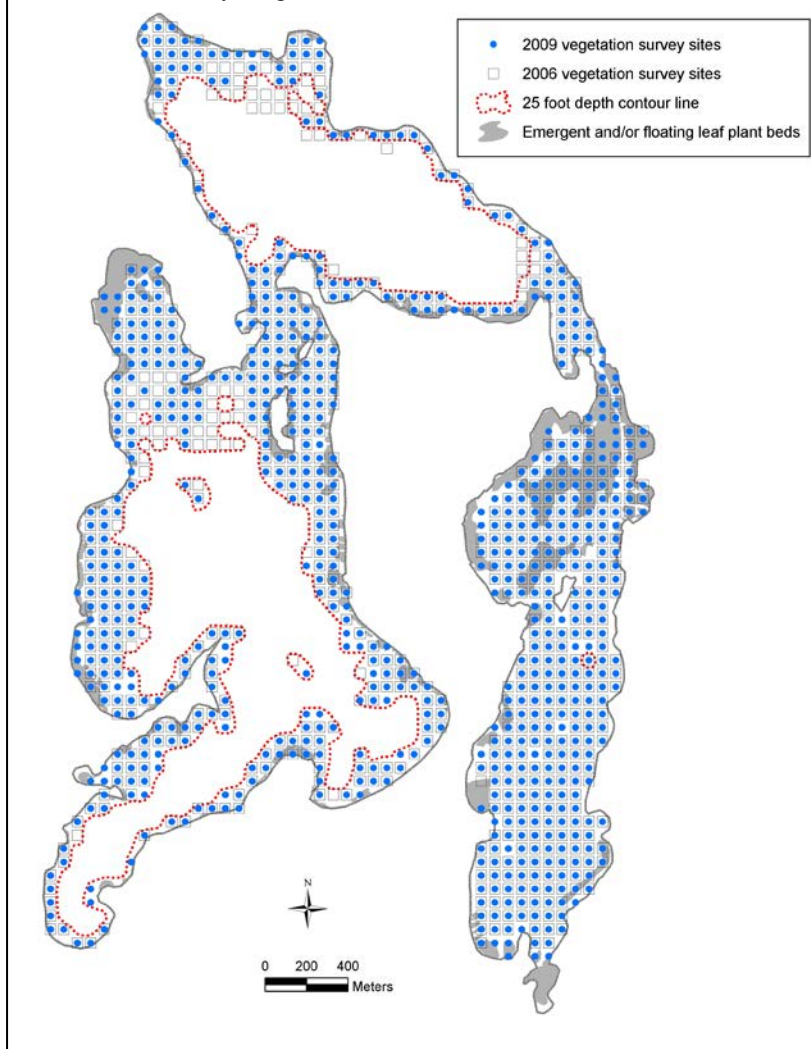 2009 vegetation survey sites
2006 vegetation survey sites
25 foot depth contour line
Emergent and/or floating leaf plant beds
N
0 200 400
Meters